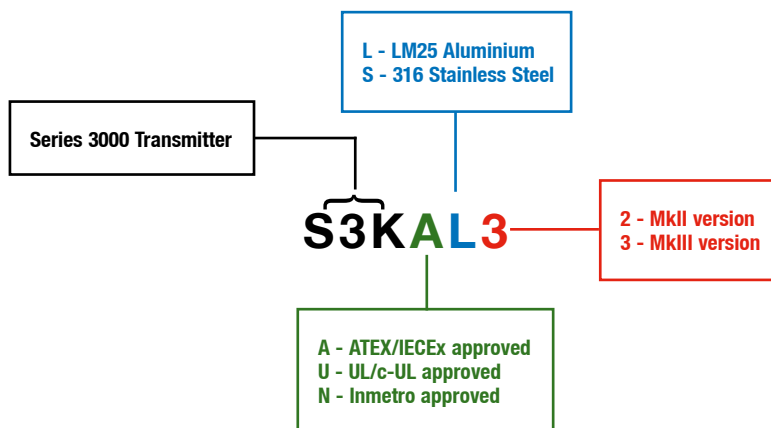 L - LM25 Aluminium
S - 316 Stainless Steel
Series 3000 Transmitter
S3KAL3
2 - MkII version
3 - MkIII version
A - ATEX/IECEx approved
U - UL/c-UL approved
N - Inmetro approved